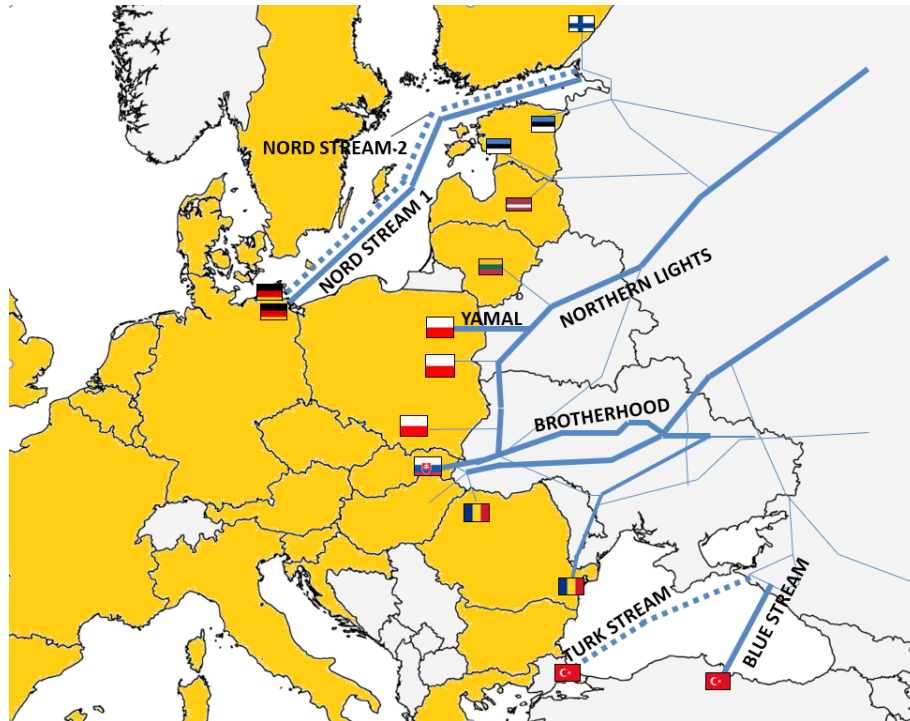 NORD STREAM 2
NORD STREAM 1
NORTHERN LIGHTS
YAMAL
BROTHERHOOD
TURK STREAM
BLUE STREAM